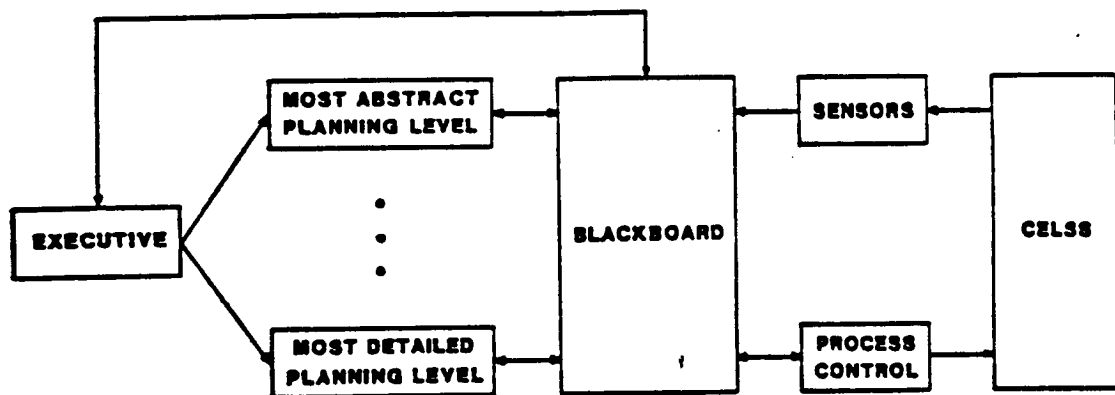 MOST ABSTRACT
PLANNING LEVEL
SENSORS
EXECUTIVE
BLACKBOARD
CELSS
MOST DETAILED
PLANNING LEVEL
PROCESS
CONTROL